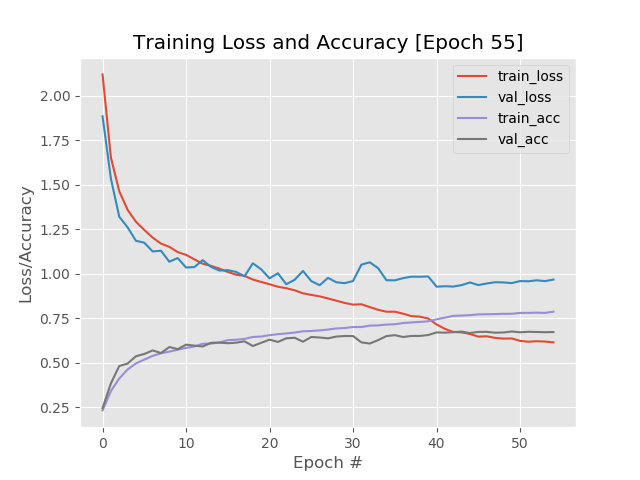 Training Loss and Accuracy [Epoch 55]
train_loss
val_loss
train_acc
val_acc
2.00
1.75
1.50
1.25
1.00
0.75
0.50
0.25
Loss/Accuracy
0 10 20 30 40 50
Epoch #